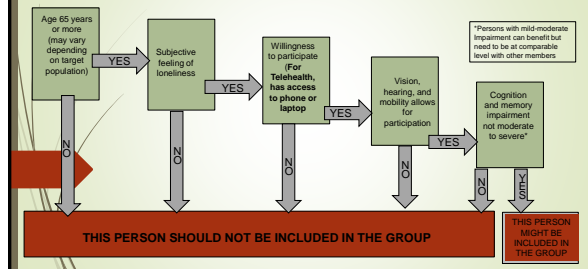 Age 65 years
or more
(may vary
depending
on target
population)
YES
Subjective
feeling of
loneliness
YES
Willingness
to participate
(For
Telehealth,
has access
to phone or
laptop
YES
Vision,
hearing, and
mobility allows
for
participation
YES
Cognition
and memory
impairment
not moderate
to severe*
*Persons with mild-moderate
Impairment can benefit but
need to be at comparable
level with other members
NO
NO
NO
NO
NO
YES
THIS PERSON SHOULD NOT BE INCLUDED IN THE GROUP
THIS PERSON
MIGHT BE
INCLUDED IN
THE GROUP